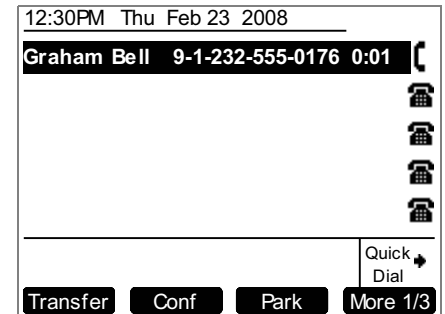 12:30PM Thu Feb 23 2008
Graham Bell 9-1-232-555-0176 0:01
Quick
Dial
Transfer Conf Park More 1/3